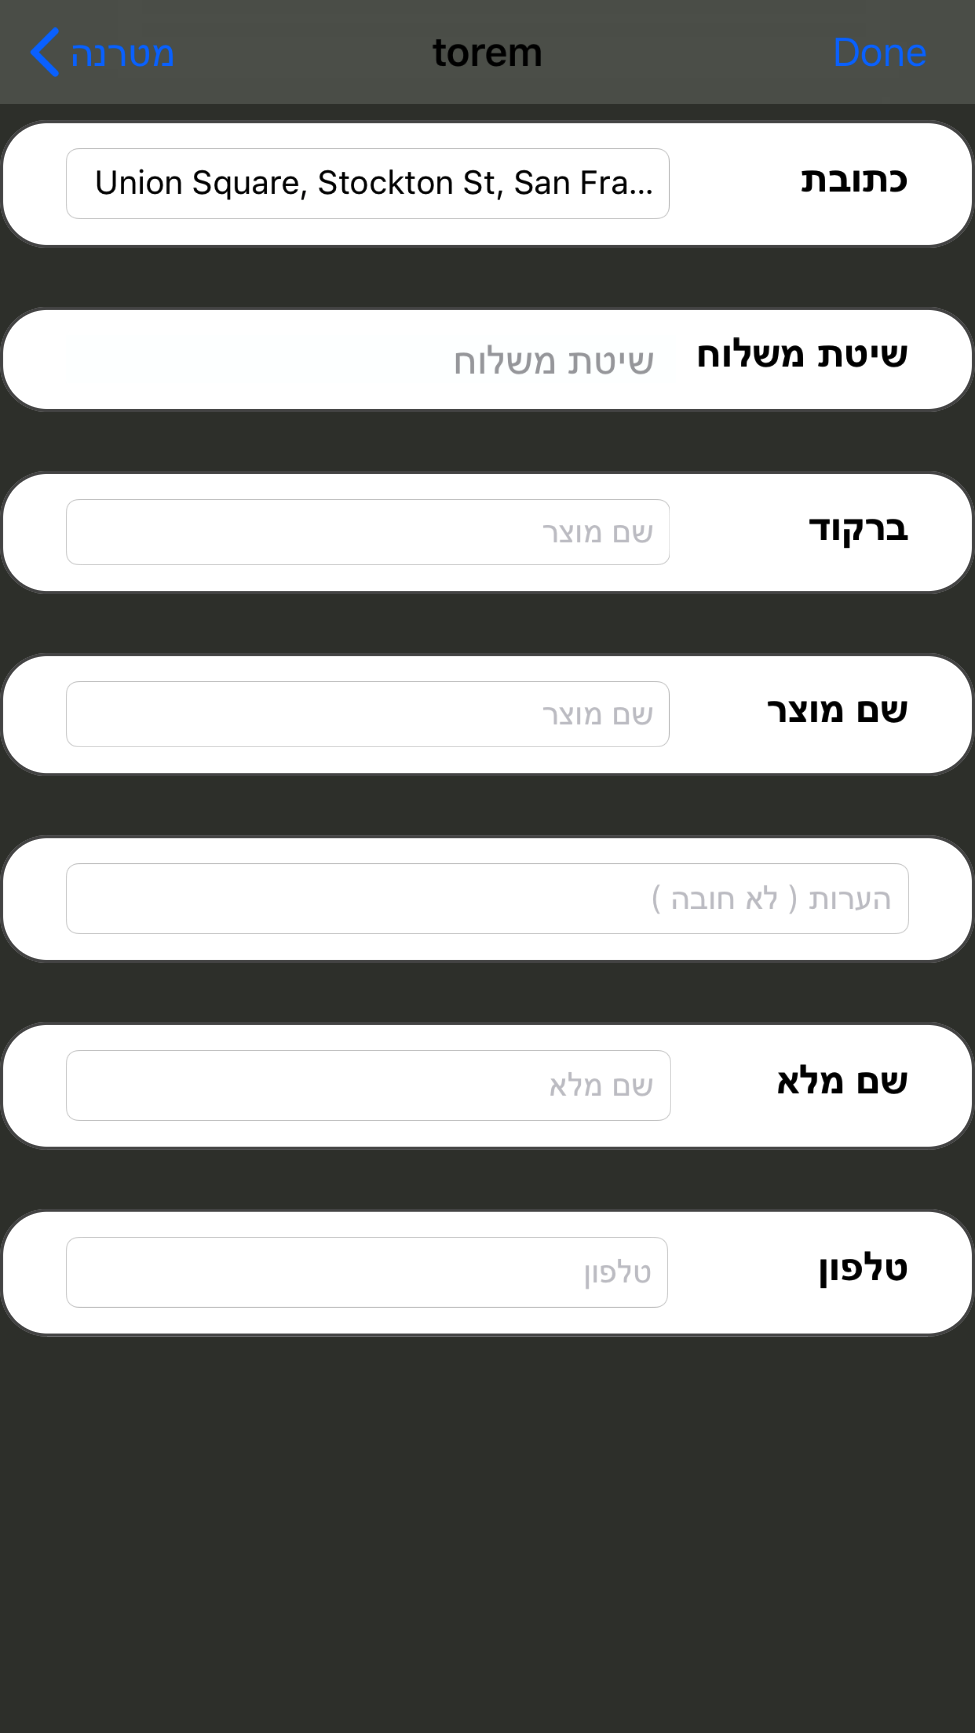 מטרנה
torem
Done
כתובת
Union Square, Stockton St, San Fra...
שיטת משלוח
שיטת משלוח
ברקוד
שם מוצר
שם מוצר
שם מוצר
הערות ( לא חובה )
שם מלא
שם מלא
טלפון
טלפון